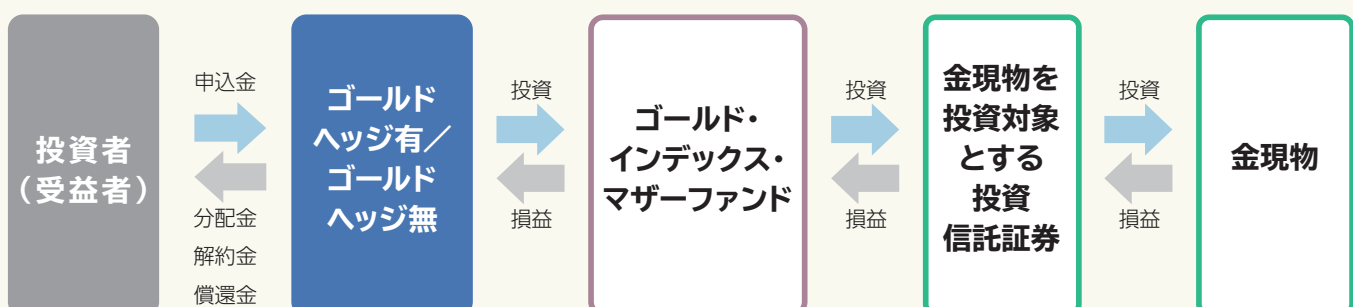 投資者
（受益者）
申込金
分配金
解約金
償還金
ゴールド
ヘッジ有／
ゴールド
ヘッジ無
投資
損益
ゴールド・
インデックス・
マザーファンド
投資
損益
金現物を
投資対象
とする
投資
信託証券
投資
損益
金現物